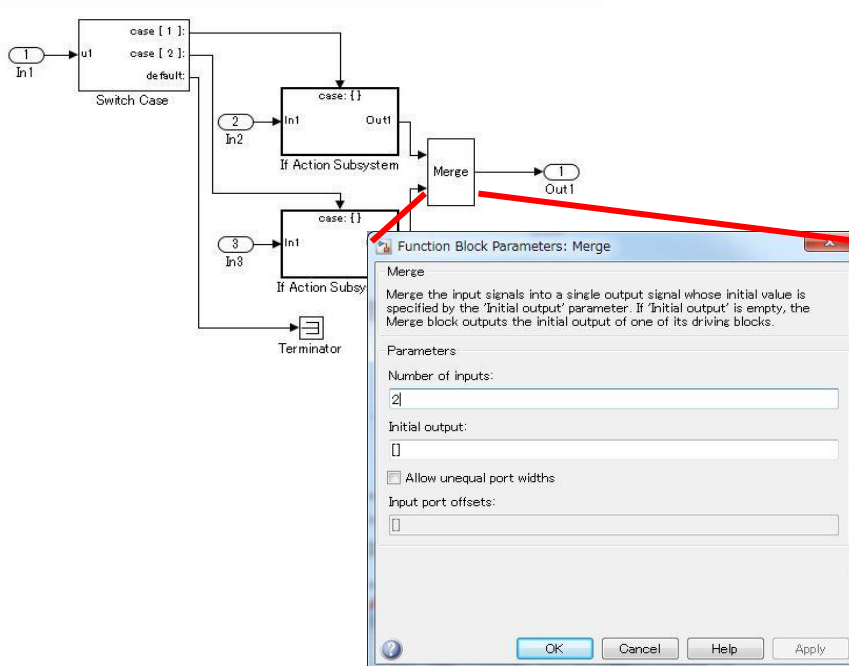 case [ 1 ]:
1
u1
case [ 2 ]:
In1
default:
Switch Case
case: { }
2
In1
Out1
In2
If Action Subsystem
Merge
1
Out1
case: { }
3
In1
In3
If Action Subsy
Terminator
Function Block Parameters: Merge
Merge
Merge the input signals into a single output signal whose initial value is
specified by the 'Initial output' parameter. If 'Initial output' is empty, the
Merge block outputs the initial output of one of its driving blocks.
Parameters
Number of inputs:
2
Initial output:
[]
Allow unequal port widths
Input port offsets:
[]
OK
Cancel
Help
Apply